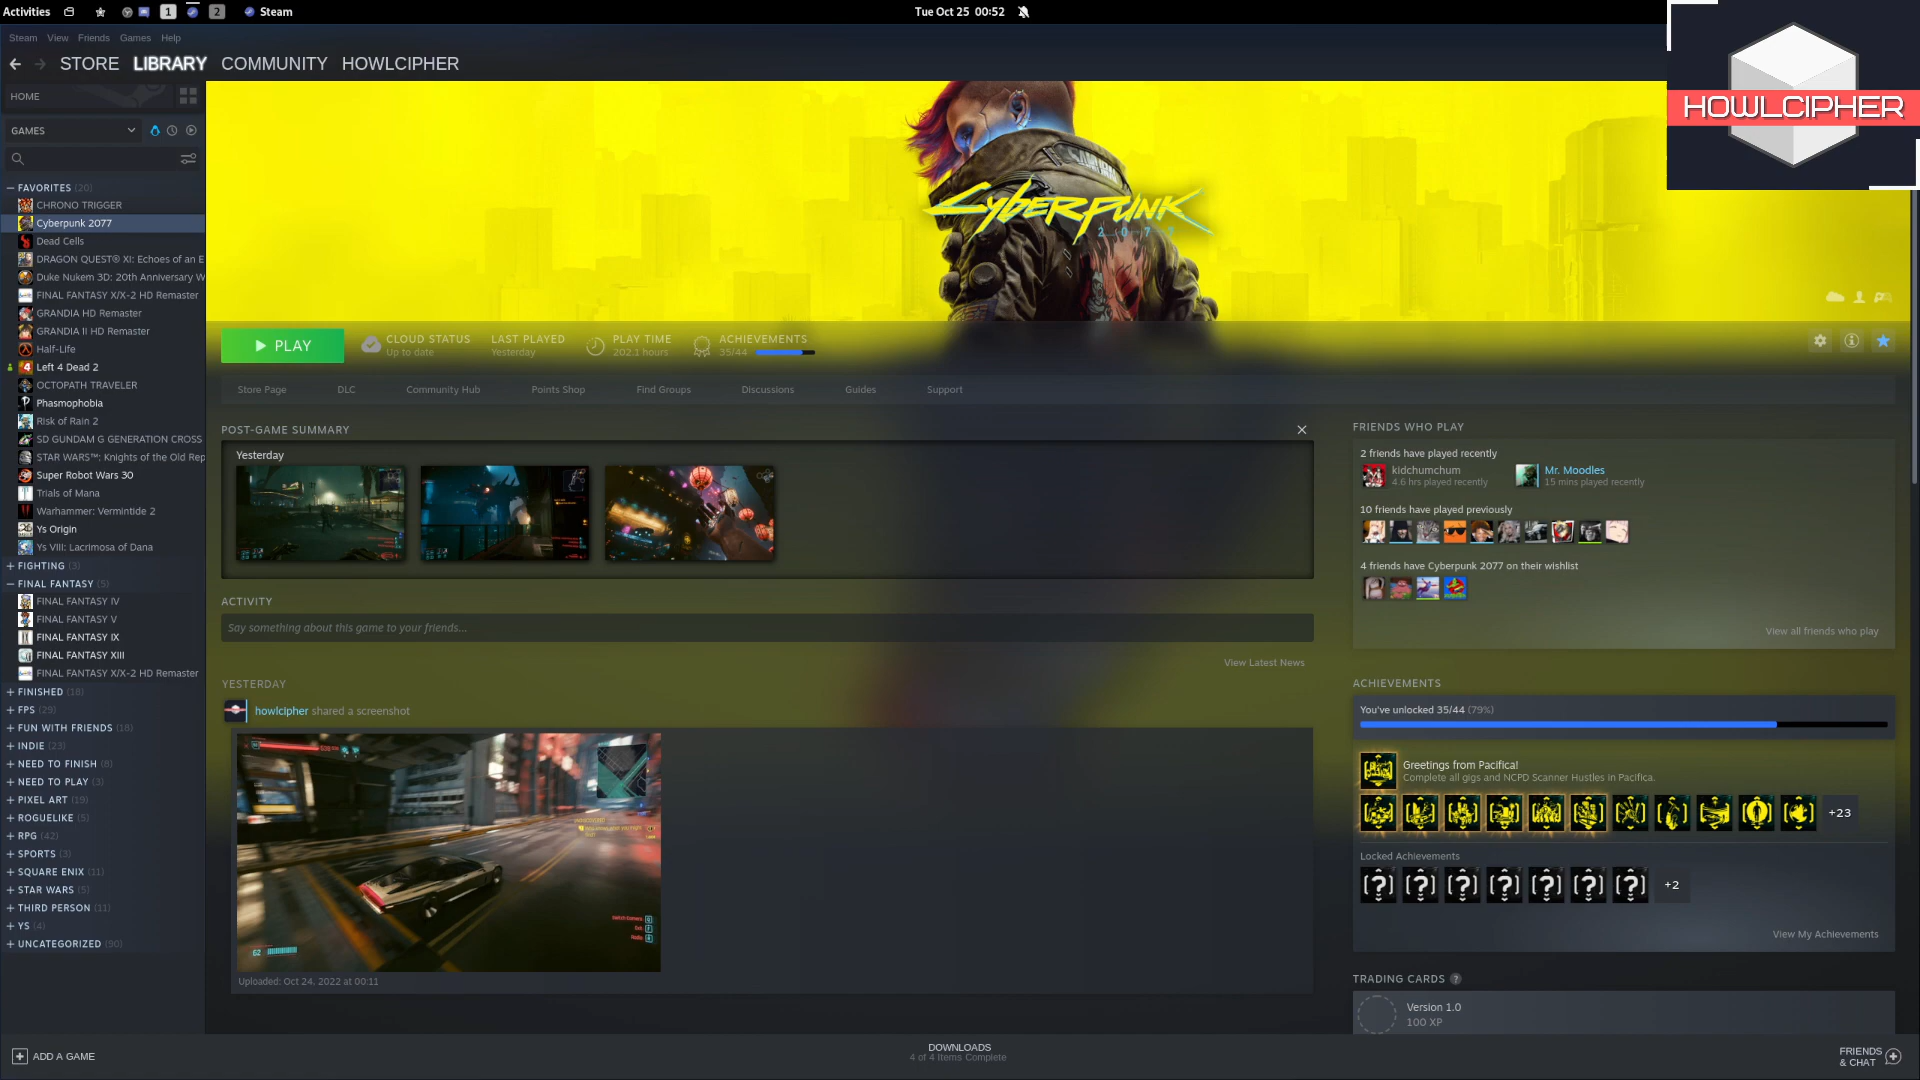 Activities
1
2
Steam
Tue Oct 25 00:52
Steam View Friends Games Help
STORE LIBRARY COMMUNITY HOWLCIPHER
HOWLCIPHER
HOME
GAMES
FAVORITES (20)
CHRONO TRIGGER
Cyberpunk 2077
Dead Cells
DRAGON QUEST® XI: Echoes of an E
Duke Nukem 3D: 20th Anniversary W
FINAL FANTASY X/X-2 HD Remaster
GRANDIA HD Remaster
GRANDIA II HD Remaster
Half-Life
Left 4 Dead 2
OCTOPATH TRAVELER
Phasmophobia
Risk of Rain 2
SD GUNDAM G GENERATION CROSS
STAR WARS™: Knights of the Old Rep
Super Robot Wars 30
Trials of Mana
Warhammer: Vermintide 2
Ys Origin
Ys VIII: Lacrimosa of Dana
FIGHTING (3)
FINAL FANTASY (5)
FINAL FANTASY IV
FINAL FANTASY V
FINAL FANTASY IX
FINAL FANTASY XIII
FINAL FANTASY X/X-2 HD Remaster
FINISHED (18)
FPS (29)
FUN WITH FRIENDS (18)
INDIE (23)
NEED TO FINISH (8)
NEED TO PLAY (3)
PIXEL ART (19)
ROGUELIKE (5)
RPG (42)
SPORTS (3)
SQUARE ENIX (11)
STAR WARS (5)
THIRD PERSON (11)
YS (4)
UNCATEGORIZED (90)
SAMURAI
Cyberpunk
2077
PLAY
CLOUD STATUS
Up to date
LAST PLAYED
Yesterday
PLAY TIME
202.1 hours
ACHIEVEMENTS
35/44
Store Page DLC Community Hub Points Shop Find Groups Discussions Guides Support
POST-GAME SUMMARY
Yesterday
ACTIVITY
Say something about this game to your friends...
View Latest News
YESTERDAY
howlcipher shared a screenshot
Uploaded: Oct 24, 2022 at 00:11
FRIENDS WHO PLAY
2 friends have played recently
kidchumchum
4.6 hrs played recently
Mr. Moodles
15 mins played recently
10 friends have played previously
4 friends have Cyberpunk 2077 on their wishlist
View all friends who play
ACHIEVEMENTS
You've unlocked 35/44 (79%)
Greetings from Pacifica!
Complete all gigs and NCPD Scanner Hustles in Pacifica.
+23
Locked Achievements
+2
View My Achievements
TRADING CARDS ?
Version 1.0
100 XP
ADD A GAME
DOWNLOADS
4 of 4 Items Complete
FRIENDS
& CHAT